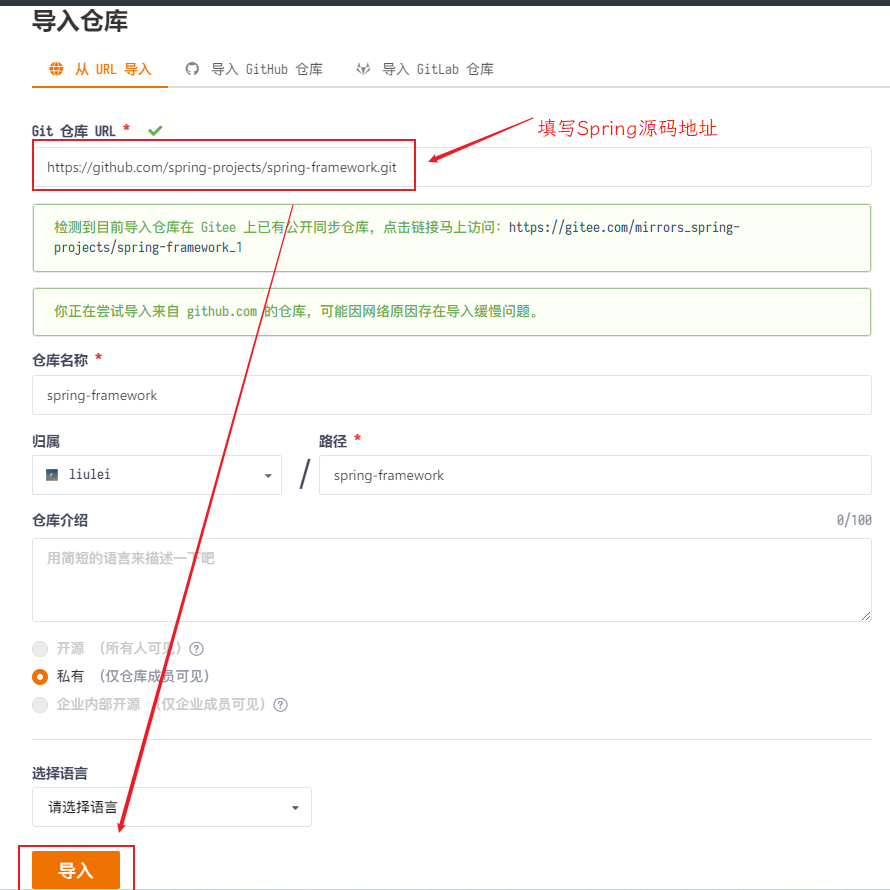 导入仓库
从 URL 导入
导入 GitHub 仓库
导入 GitLab 仓库
Git 仓库 URL *
填写Spring源码地址
https://github.com/spring-projects/spring-framework.git
检测到目前导入仓库在 Gitee 上已有公开同步仓库，点击链接马上访问：https://gitee.com/mirrors_spring-
projects/spring-framework_1
你正在尝试导入来自 github.com 的仓库，可能因网络原因存在导入缓慢问题。
仓库名称 *
spring-framework
归属
路径 *
liulei
/
spring-framework
仓库介绍
0/100
用简短的语言来描述一下吧
开源 （所有人可见）?
私有 （仅仓库成员可见）
企业内部开源 （仅企业成员可见）?
选择语言
请选择语言
导入